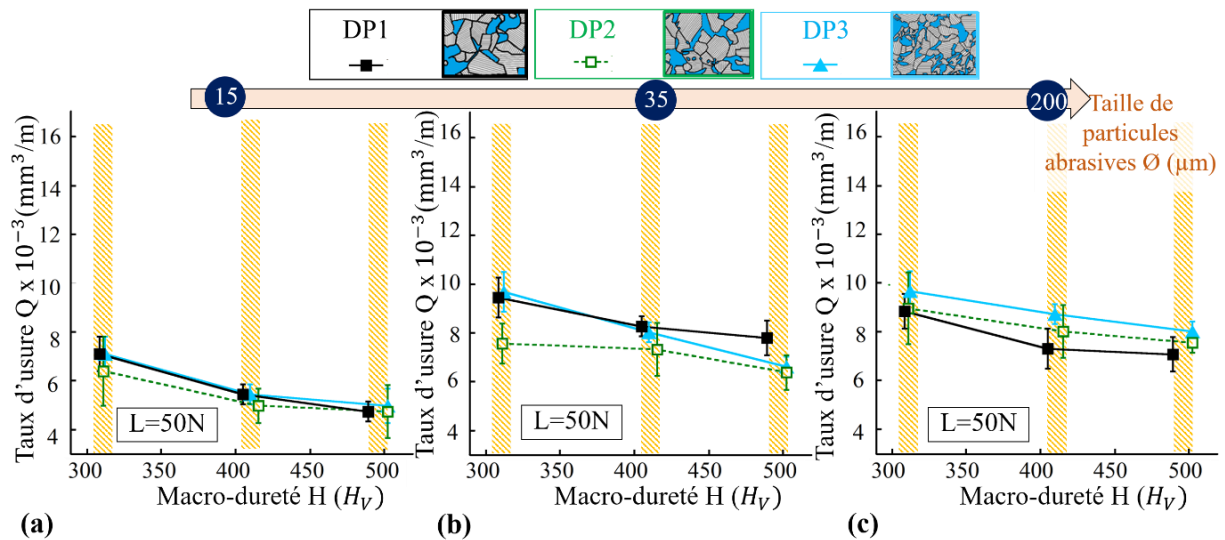 DP1
DP2
DP3
15
35
200
Taille de
particules
abrasives Ø (µm)
Taux d'usure Q x 10⁻³(mm³/m)
16
14
12
10
8
6
4
L=50N
300
350
400
450
500
Macro-dureté H (H_V)
(a)
Taux d'usure Q x 10⁻³(mm³/m)
16
14
12
10
8
6
4
L=50N
300
350
400
450
500
Macro-dureté H (H_V)
(b)
Taux d'usure Q x 10⁻³(mm³/m)
16
14
12
10
8
6
4
L=50N
300
350
400
450
500
Macro-dureté H (H_V)
(c)